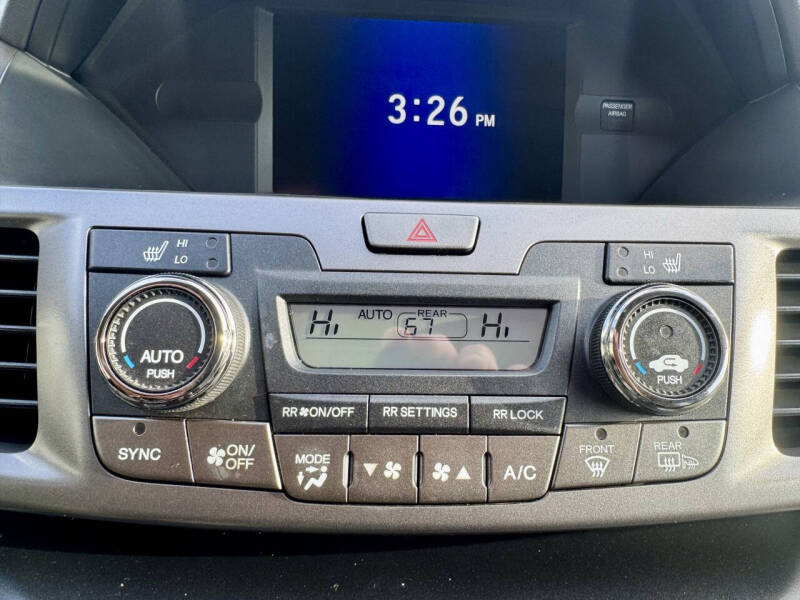 3:26 PM
PASSENGER
AIRBAG
HI
LO
HI
LO
AUTO REAR
Hi 67 Hi
AUTO
PUSH
PUSH
RR ON/OFF RR SETTINGS RR LOCK
SYNC
ON/
OFF
MODE
A/C
FRONT
REAR